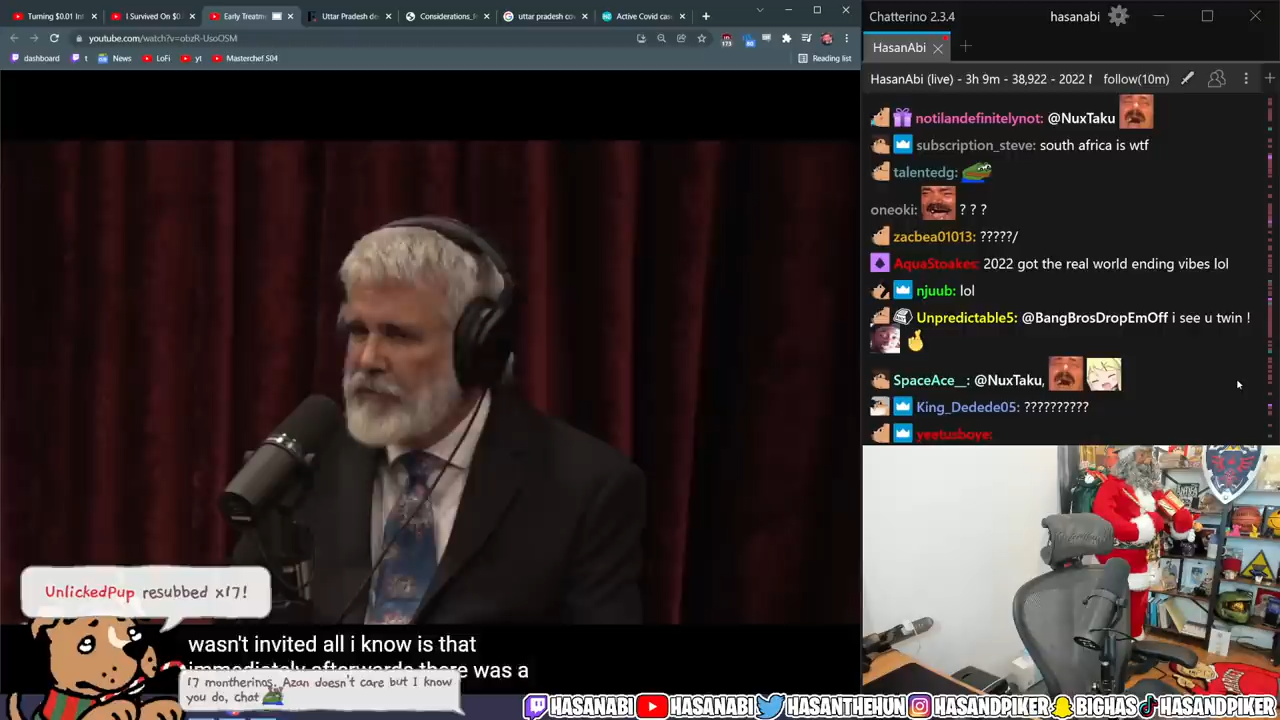 Turning $0.01 Int
I Survived On $0
Early Treatm
Uttar Pradesh de
Considerations_F
uttar pradesh co
Active Covid cas
youtube.com/watch?v=obzR-UsoOSM
dashboard
t
News
LoFi
yt
Masterchef S04
Reading list
Chatterino 2.3.4
hasanabi
HasanAbi
HasanAbi (live) - 3h 9m - 38,922 - 2022
follow(10m)
notilandefinitelynot: @NuxTaku
subscription_steve: south africa is wtf
talentedg:
oneoki: ? ? ?
zacbea01013: ?????/
AquaStoakes: 2022 got the real world ending vibes lol
njuub: lol
Unpredictable5: @BangBrosDropEmOff i see u twin !
SpaceAce__: @NuxTaku,
King_Dedede05: ??????????
yeetusboye:
UnlickedPup resubbed x17!
wasn't invited all i know is that
immediately afterwards there was a
17 montherinos, Azan doesn't care but I know
you do, chat
HASANABI
HASANABI
HASANTHEHUN
HASANDPIKER
BIGHAS
HASANDPIKER